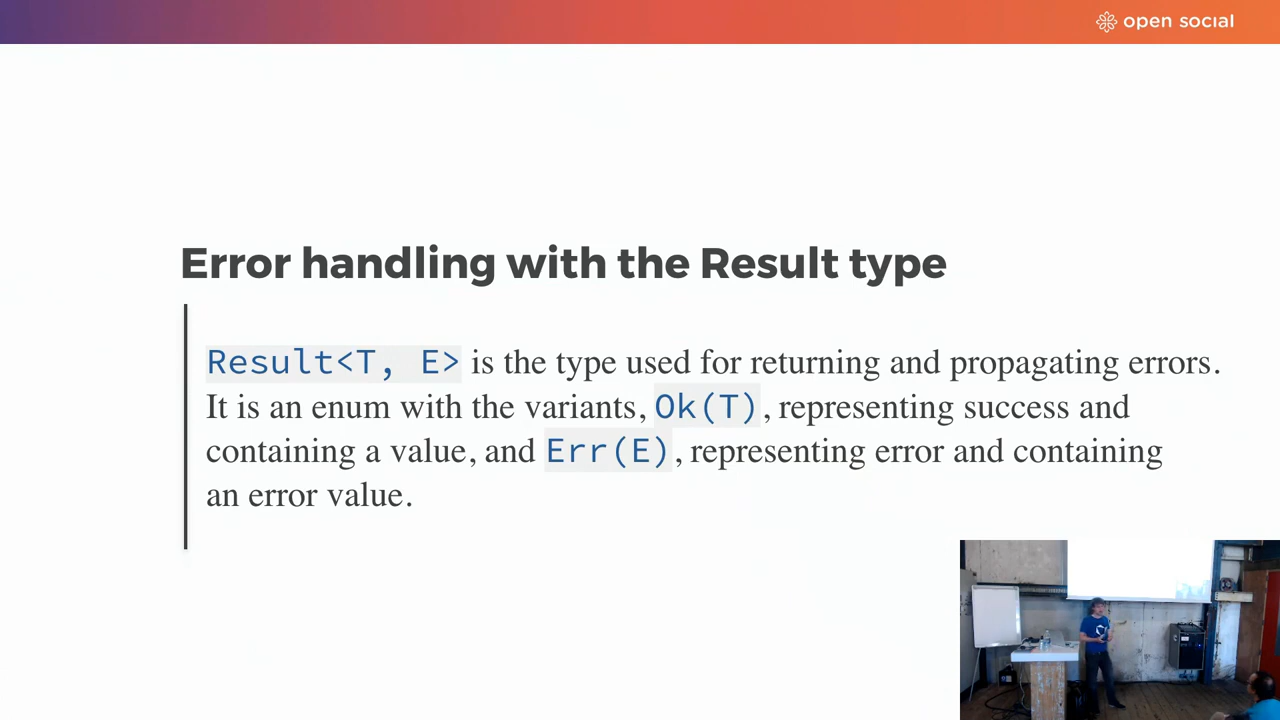 open social
Error handling with the Result type
Result<T, E> is the type used for returning and propagating errors.
It is an enum with the variants, Ok(T), representing success and
containing a value, and Err(E), representing error and containing
an error value.